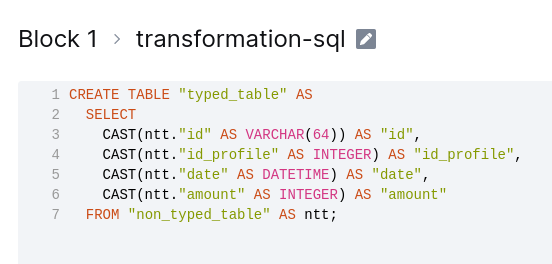 Block 1 > transformation-sql
1 CREATE TABLE "typed_table" AS
2 SELECT
3 CAST(ntt."id" AS VARCHAR(64)) AS "id",
4 CAST(ntt."id_profile" AS INTEGER) AS "id_profile",
5 CAST(ntt."date" AS DATETIME) AS "date",
6 CAST(ntt."amount" AS INTEGER) AS "amount"
7 FROM "non_typed_table" AS ntt;